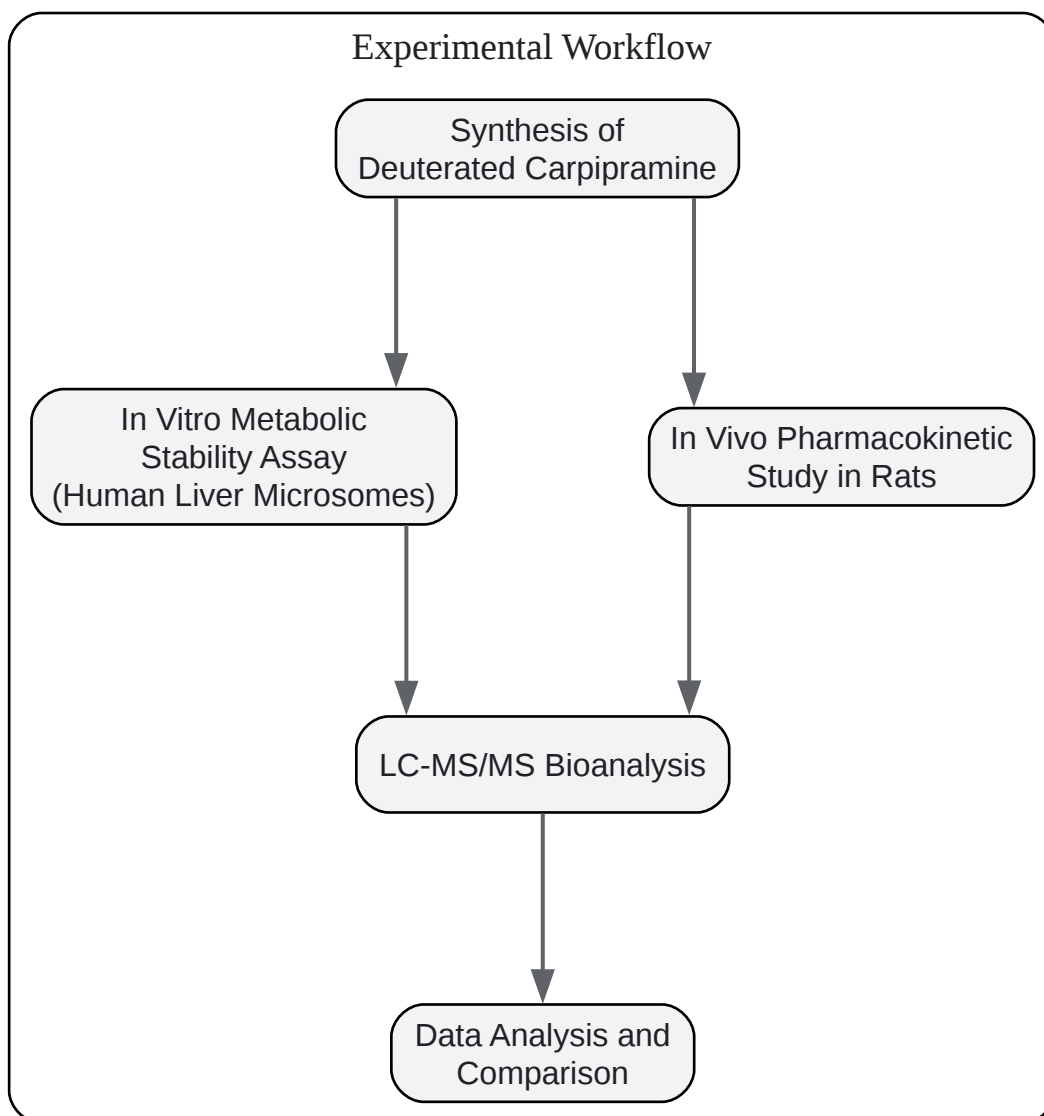 Experimental Workflow
Synthesis of
Deuterated Carpipramine
In Vitro Metabolic
Stability Assay
(Human Liver Microsomes)
In Vivo Pharmacokinetic
Study in Rats
LC-MS/MS Bioanalysis
Data Analysis and
Comparison